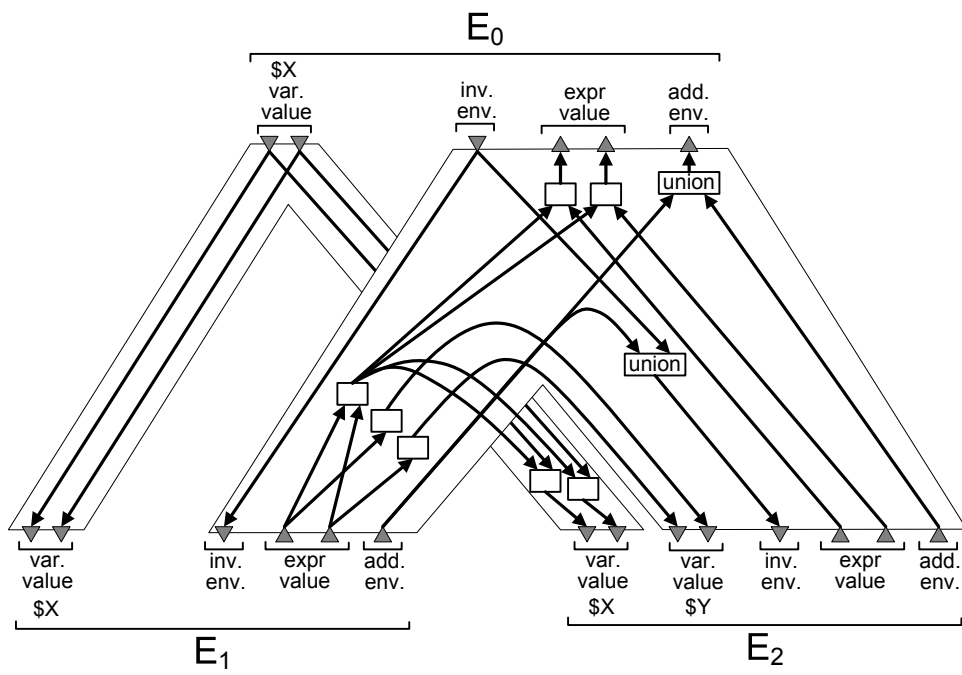 E0
$X
var.
value
inv.
env.
expr
value
add.
env.
union
union
var.
value
$X
inv.
env.
expr
value
add.
env.
var.
value
$X
var.
value
$Y
inv.
env.
expr
value
add.
env.
E1
E2